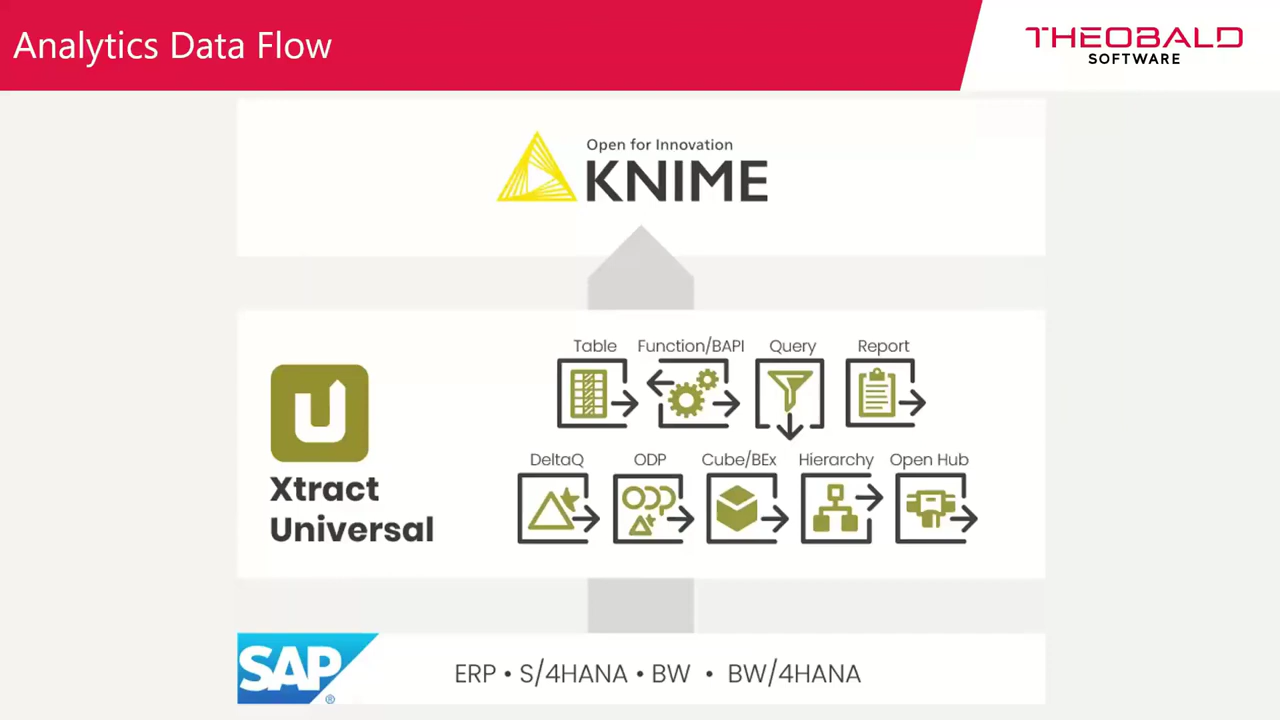 Analytics Data Flow
THEOBALD
SOFTWARE
Open for Innovation
KNIME
Table Function/BAPI Query Report
Xtract
Universal
DeltaQ ODP Cube/BEx Hierarchy Open Hub
ODP
SAP®
ERP • S/4HANA • BW • BW/4HANA